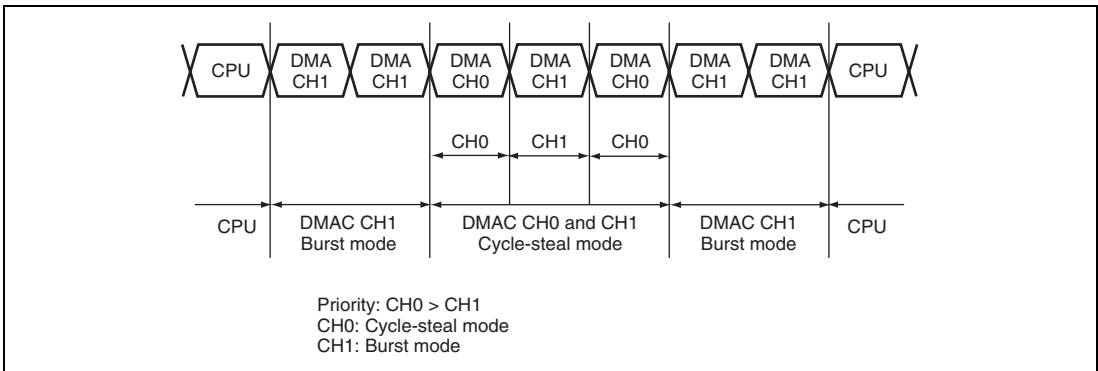 CPU DMA CH1 DMA CH1 DMA CH0 DMA CH1 DMA CH0 DMA CH1 DMA CH1 CPU
CH0 CH1 CH0
CPU DMAC CH1 DMAC CH0 and CH1 DMAC CH1 CPU
Burst mode Cycle-steal mode Burst mode
Priority: CH0 > CH1
CH0: Cycle-steal mode
CH1: Burst mode